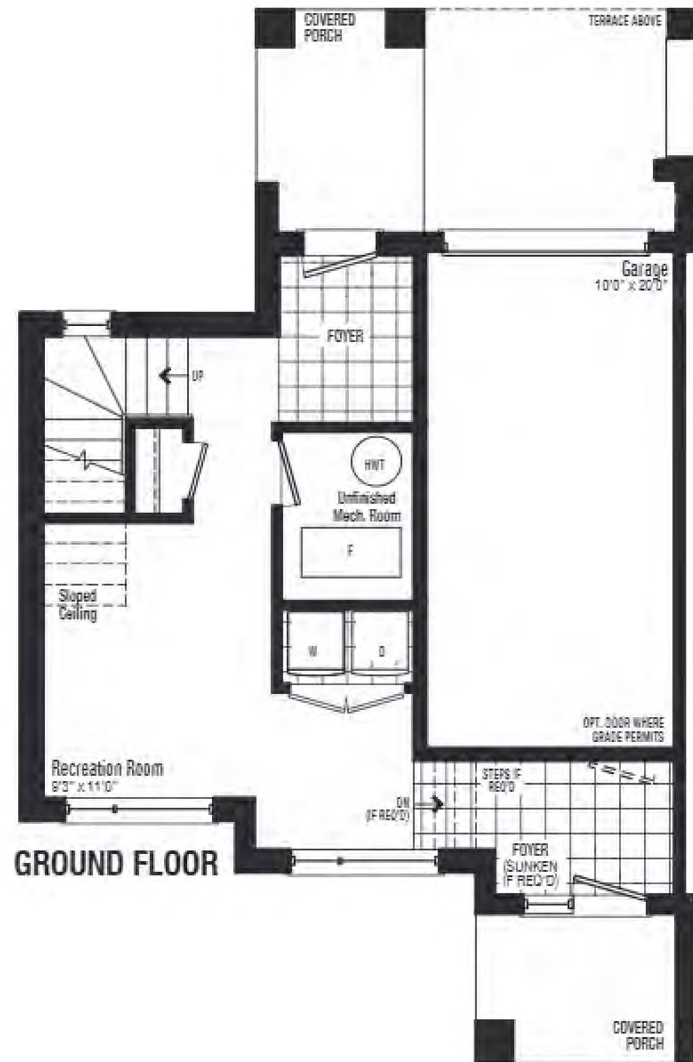 COVERED
PORCH
TERRACE ABOVE
Garage
10'0" x 20'0"
FOYER
UP
HWT
Unfinished
Mech. Room
F
Sloped
Ceiling
W
D
OPT. DOOR WHERE
GRADE PERMITS
Recreation Room
9'3" x 11'0"
STEPS IF
REQ'D
DN
(IF REQ'D)
FOYER
(SUNKEN
IF REQ'D)
GROUND FLOOR
COVERED
PORCH